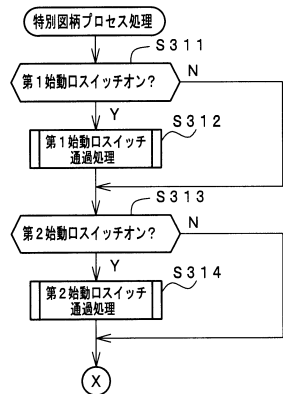 特別図柄プロセス処理
S311
第1始動口スイッチオン?
N
Y
S312
第1始動口スイッチ
通過処理
S313
第2始動口スイッチオン?
N
Y
S314
第2始動口スイッチ
通過処理
X